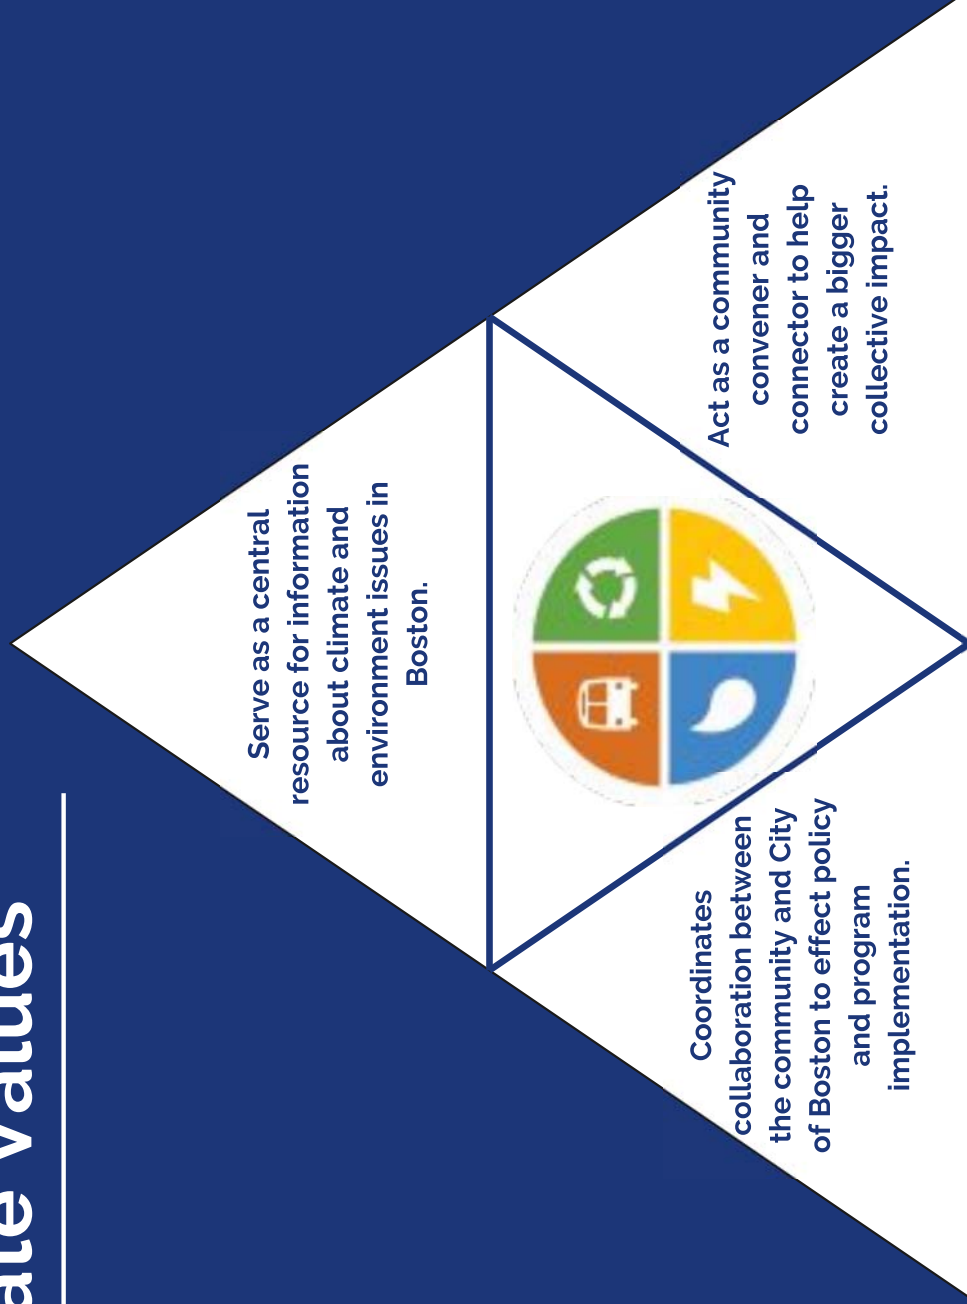 ate Values
Serve as a central
resource for information
about climate and
environment issues in
Boston.
Coordinates
collaboration between
the community and City
of Boston to effect policy
and program
implementation.
Act as a community
convener and
connector to help
create a bigger
collective impact.